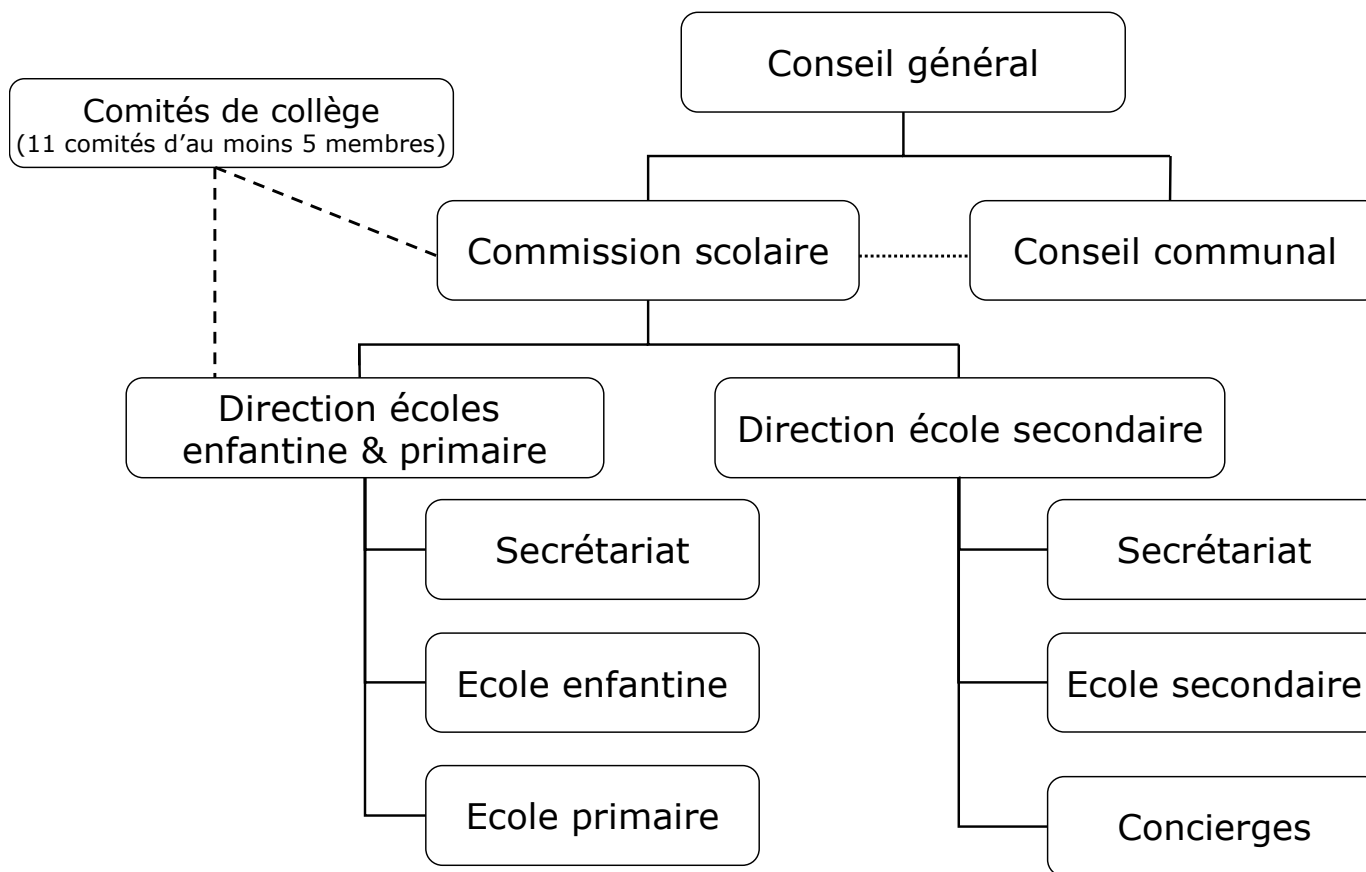 Conseil général
Comités de collège
(11 comités d’au moins 5 membres)
Commission scolaire
Conseil communal
Direction écoles
enfantine & primaire
Direction école secondaire
Secrétariat
Secrétariat
Ecole enfantine
Ecole secondaire
Ecole primaire
Concierges